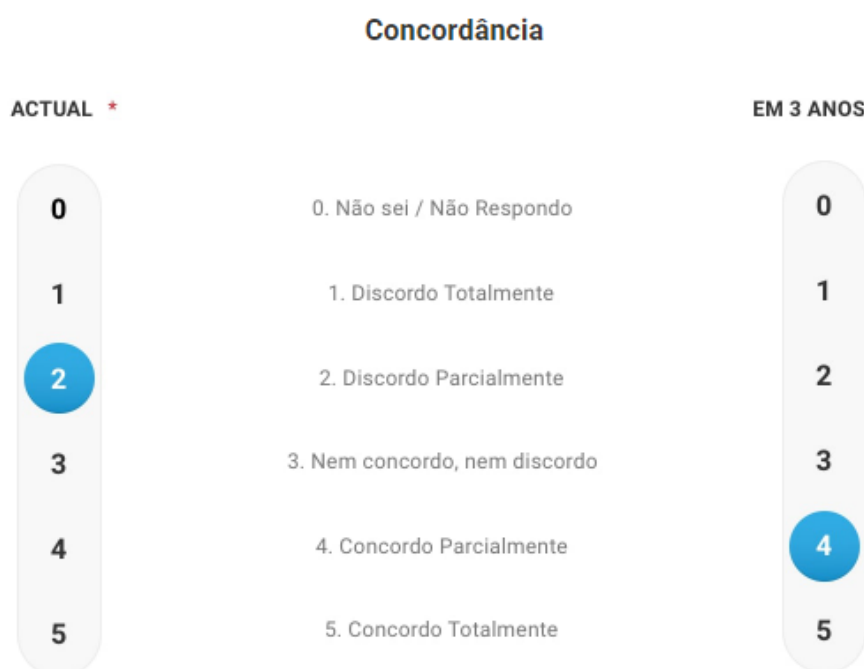 Concordância
ACTUAL * EM 3 ANOS
0 0. Não sei / Não Respondo 0
1 1. Discordo Totalmente 1
2 2. Discordo Parcialmente 2
3 3. Nem concordo, nem discordo 3
4 4. Concordo Parcialmente 4
5 5. Concordo Totalmente 5